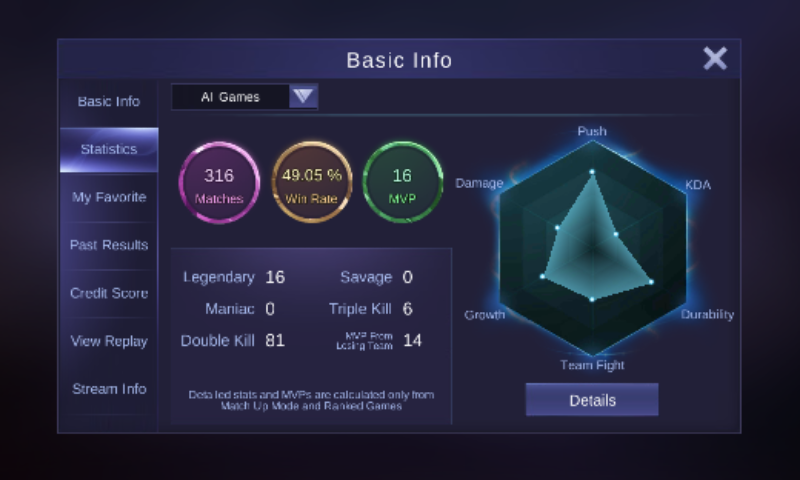 Basic Info
Basic Info
AI Games
Statistics
My Favorite
Past Results
Credit Score
View Replay
Stream Info
316
Matches
49.05 %
Win Rate
16
MVP
Legendary 16
Savage 0
Maniac 0
Triple Kill 6
Double Kill 81
MVP From
Losing Team 14
Detailed stats and MVPs are calculated only from
Match Up Mode and Ranked Games
Push
Damage
KDA
Growth
Durability
Team Fight
Details